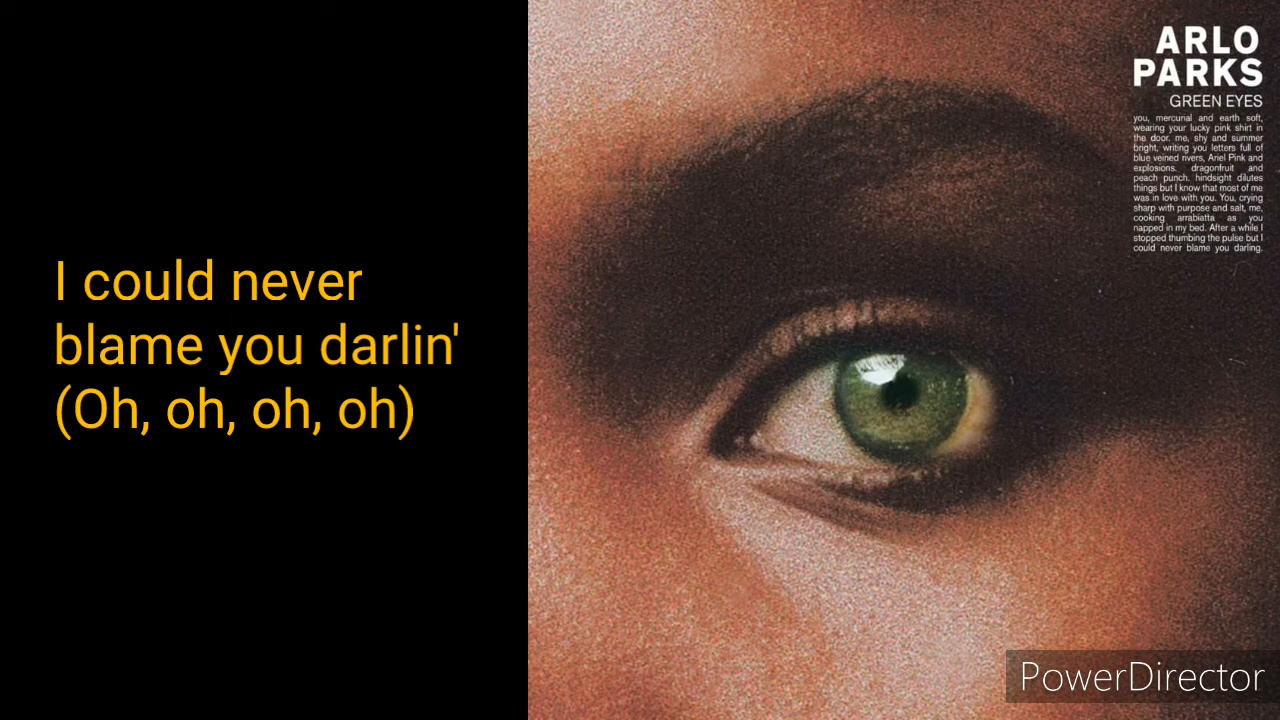 I could never
blame you darlin'
(Oh, oh, oh, oh)
ARLO
PARKS
GREEN EYES
you, mercurial and earth soft,
wearing your lucky pink shirt in
the door. me, shy and summer
bright, writing you letters full of
blue veined rivers, Ariel Pink and
explosions. dragonfruit and
peach punch. hindsight dilutes
things but I know that most of me
was in love with you. You, crying
sharp with purpose and salt, me,
cooking arrabiatta as you
napped in my bed. After a while I
stopped thumbing the pulse but I
could never blame you darling.
PowerDirector